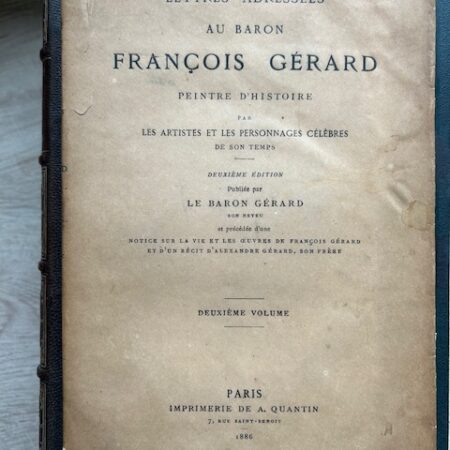 LETTRES ADRESSÉES
AU BARON
FRANÇOIS GÉRARD
PEINTRE D'HISTOIRE
PAR
LES ARTISTES ET LES PERSONNAGES CÉLÈBRES
DE SON TEMPS
DEUXIÈME ÉDITION
Publiée par
LE BARON GÉRARD
SON NEVEU
et précédée d'une
NOTICE SUR LA VIE ET LES ŒUVRES DE FRANÇOIS GÉRARD
ET D'UN RÉCIT D'ALEXANDRE GÉRARD, SON FRÈRE
DEUXIÈME VOLUME
PARIS
IMPRIMERIE DE A. QUANTIN
7, RUE SAINT-BENOIT
1886